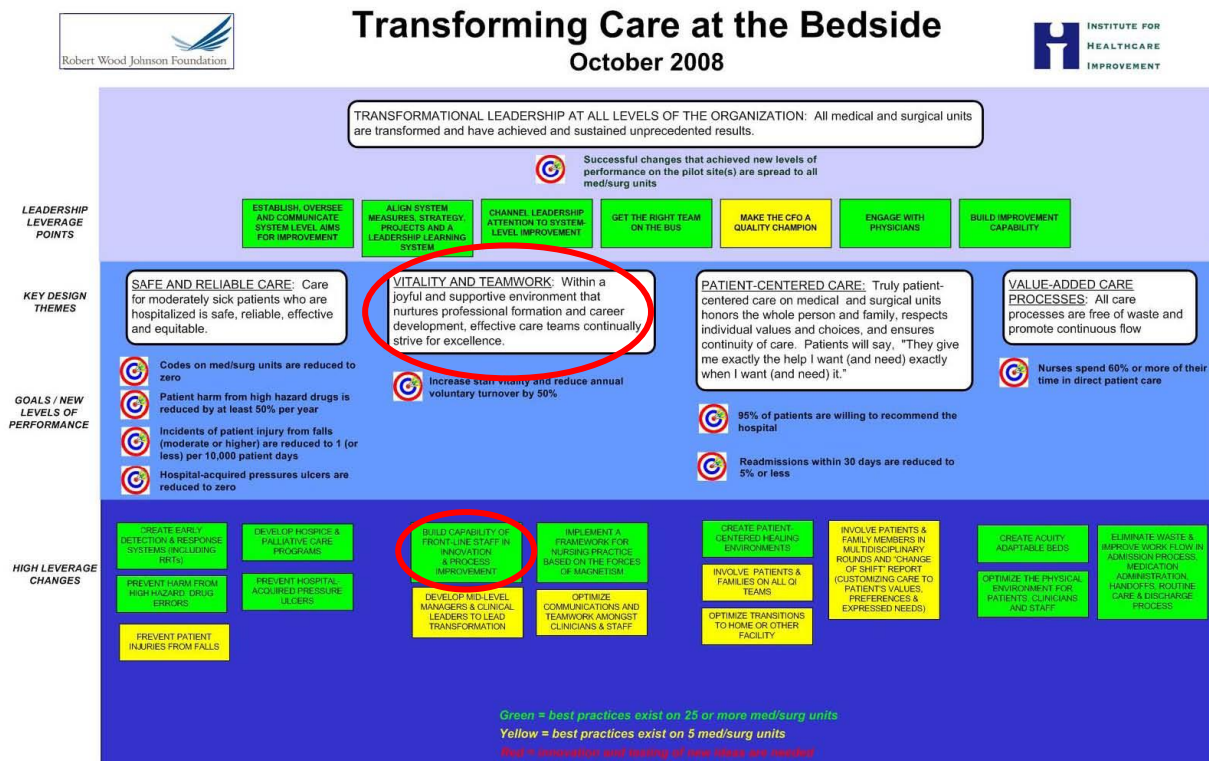 Robert Wood Johnson Foundation
Transforming Care at the Bedside
October 2008
INSTITUTE FOR
HEALTHCARE
IMPROVEMENT
TRANSFORMATIONAL LEADERSHIP AT ALL LEVELS OF THE ORGANIZATION: All medical and surgical units
are transformed and have achieved and sustained unprecedented results.
Successful changes that achieved new levels of
performance on the pilot site(s) are spread to all
med/surg units
LEADERSHIP
LEVERAGE
POINTS
ESTABLISH, OVERSEE
AND COMMUNICATE
SYSTEM LEVEL AIMS
FOR IMPROVEMENT
ALIGN SYSTEM
MEASURES, STRATEGY,
PROJECTS AND A
LEADERSHIP LEARNING
SYSTEM
CHANNEL LEADERSHIP
ATTENTION TO SYSTEM-
LEVEL IMPROVEMENT
GET THE RIGHT TEAM
ON THE BUS
MAKE THE CFO A
QUALITY CHAMPION
ENGAGE WITH
PHYSICIANS
BUILD IMPROVEMENT
CAPABILITY
KEY DESIGN
THEMES
SAFE AND RELIABLE CARE: Care
for moderately sick patients who are
hospitalized is safe, reliable, effective
and equitable.
VITALITY AND TEAMWORK: Within a
joyful and supportive environment that
nurtures professional formation and career
development, effective care teams continually
strive for excellence.
PATIENT-CENTERED CARE: Truly patient-
centered care on medical and surgical units
honors the whole person and family, respects
individual values and choices, and ensures
continuity of care. Patients will say, "They give
me exactly the help I want (and need) exactly
when I want (and need) it."
VALUE-ADDED CARE
PROCESSES: All care
processes are free of waste and
promote continuous flow
GOALS / NEW
LEVELS OF
PERFORMANCE
Codes on med/surg units are reduced to
zero
Patient harm from high hazard drugs is
reduced by at least 50% per year
Incidents of patient injury from falls
(moderate or higher) are reduced to 1 (or
less) per 10,000 patient days
Hospital-acquired pressures ulcers are
reduced to zero
Increase staff vitality and reduce annual
voluntary turnover by 50%
95% of patients are willing to recommend the
hospital
Readmissions within 30 days are reduced to
5% or less
Nurses spend 60% or more of their
time in direct patient care
HIGH LEVERAGE
CHANGES
CREATE EARLY
DETECTION & RESPONSE
SYSTEMS (INCLUDING
RRTs)
DEVELOP HOSPICE &
PALLIATIVE CARE
PROGRAMS
PREVENT HARM FROM
HIGH HAZARD DRUG
ERRORS
PREVENT HOSPITAL-
ACQUIRED PRESSURE
ULCERS
FREVENT PATIENT
INJURIES FROM FALLS
BUILD CAPABILITY OF
FRONT-LINE STAFF IN
INNOVATION
& PROCESS
IMPROVEMENT
IMPLEMENT A
FRAMEWORK FOR
NURSING PRACTICE
BASED ON THE FORCES
OF MAGNETISM
DEVELOP MID-LEVEL
MANAGERS & CLINICAL
LEADERS TO LEAD
TRANSFORMATION
OPTIMIZE
COMMUNICATIONS AND
TEAMWORK AMONGST
CLINICIANS & STAFF
CREATE PATIENT-
CENTERED HEALING
ENVIRONMENTS
INVOLVE PATIENTS &
FAMILIES ON ALL QI
TEAMS
OPTIMIZE TRANSITIONS
TO HOME OR OTHER
FACILITY
INVOLVE PATIENTS &
FAMILY MEMBERS IN
MULTIDISCIPLINARY
ROUNDS AND "CHANGE
OF SHIFT REPORT
(CUSTOMIZING CARE TO
PATIENT'S VALUES,
PREFERENCES &
EXPRESSED NEEDS)
CREATE ACUITY
ADAPTABLE BEDS
OPTIMIZE THE PHYSICAL
ENVIRONMENT FOR
PATIENTS, CLINICIANS
AND STAFF
ELIMINATE WASTE &
IMPROVE WORK FLOW IN
ADMISSION PROCESS,
MEDICATION
ADMINISTRATION,
HANDOFFS, ROUTINE
CARE & DISCHARGE
PROCESS
Green = best practices exist on 25 or more med/surg units
Yellow = best practices exist on 5 med/surg units
Red = innovation and testing of new ideas are needed